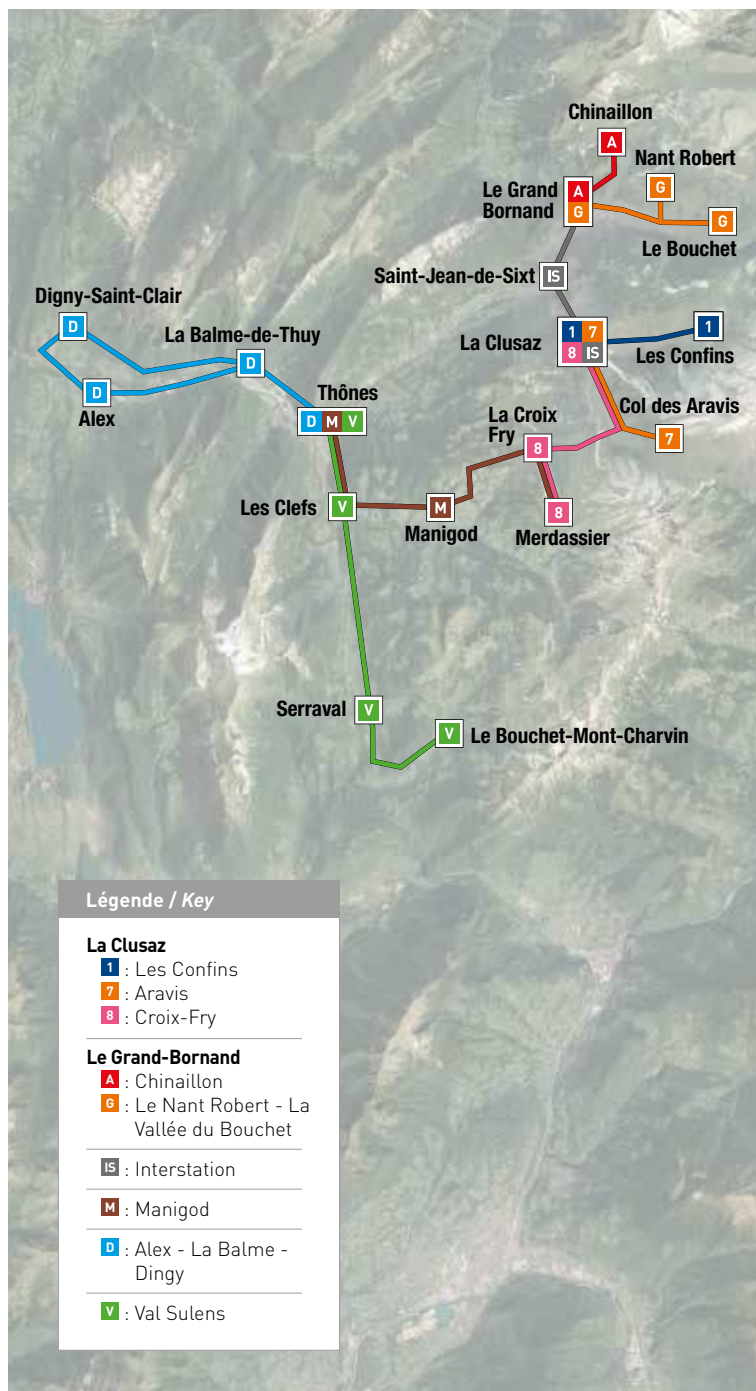 Chinaillon
A
Nant Robert
G
Le Grand
Bornand
A
G
G
Le Bouchet
Saint-Jean-de-Sixt
IS
Digny-Saint-Clair
D
La Balme-de-Thuy
D
La Clusaz
1 7
8 IS
1
Les Confins
D
Alex
Thônes
D M V
La Croix
Fry
8
Col des Aravis
7
Les Clefs
V
M
Manigod
8
Merdassier
Serraval
V
V
Le Bouchet-Mont-Charvin
Légende / Key
La Clusaz
1 : Les Confins
7 : Aravis
8 : Croix-Fry
Le Grand-Bornand
A : Chinaillon
G : Le Nant Robert - La
Vallée du Bouchet
IS : Interstation
M : Manigod
D : Alex - La Balme -
Dingy
V : Val Sulens